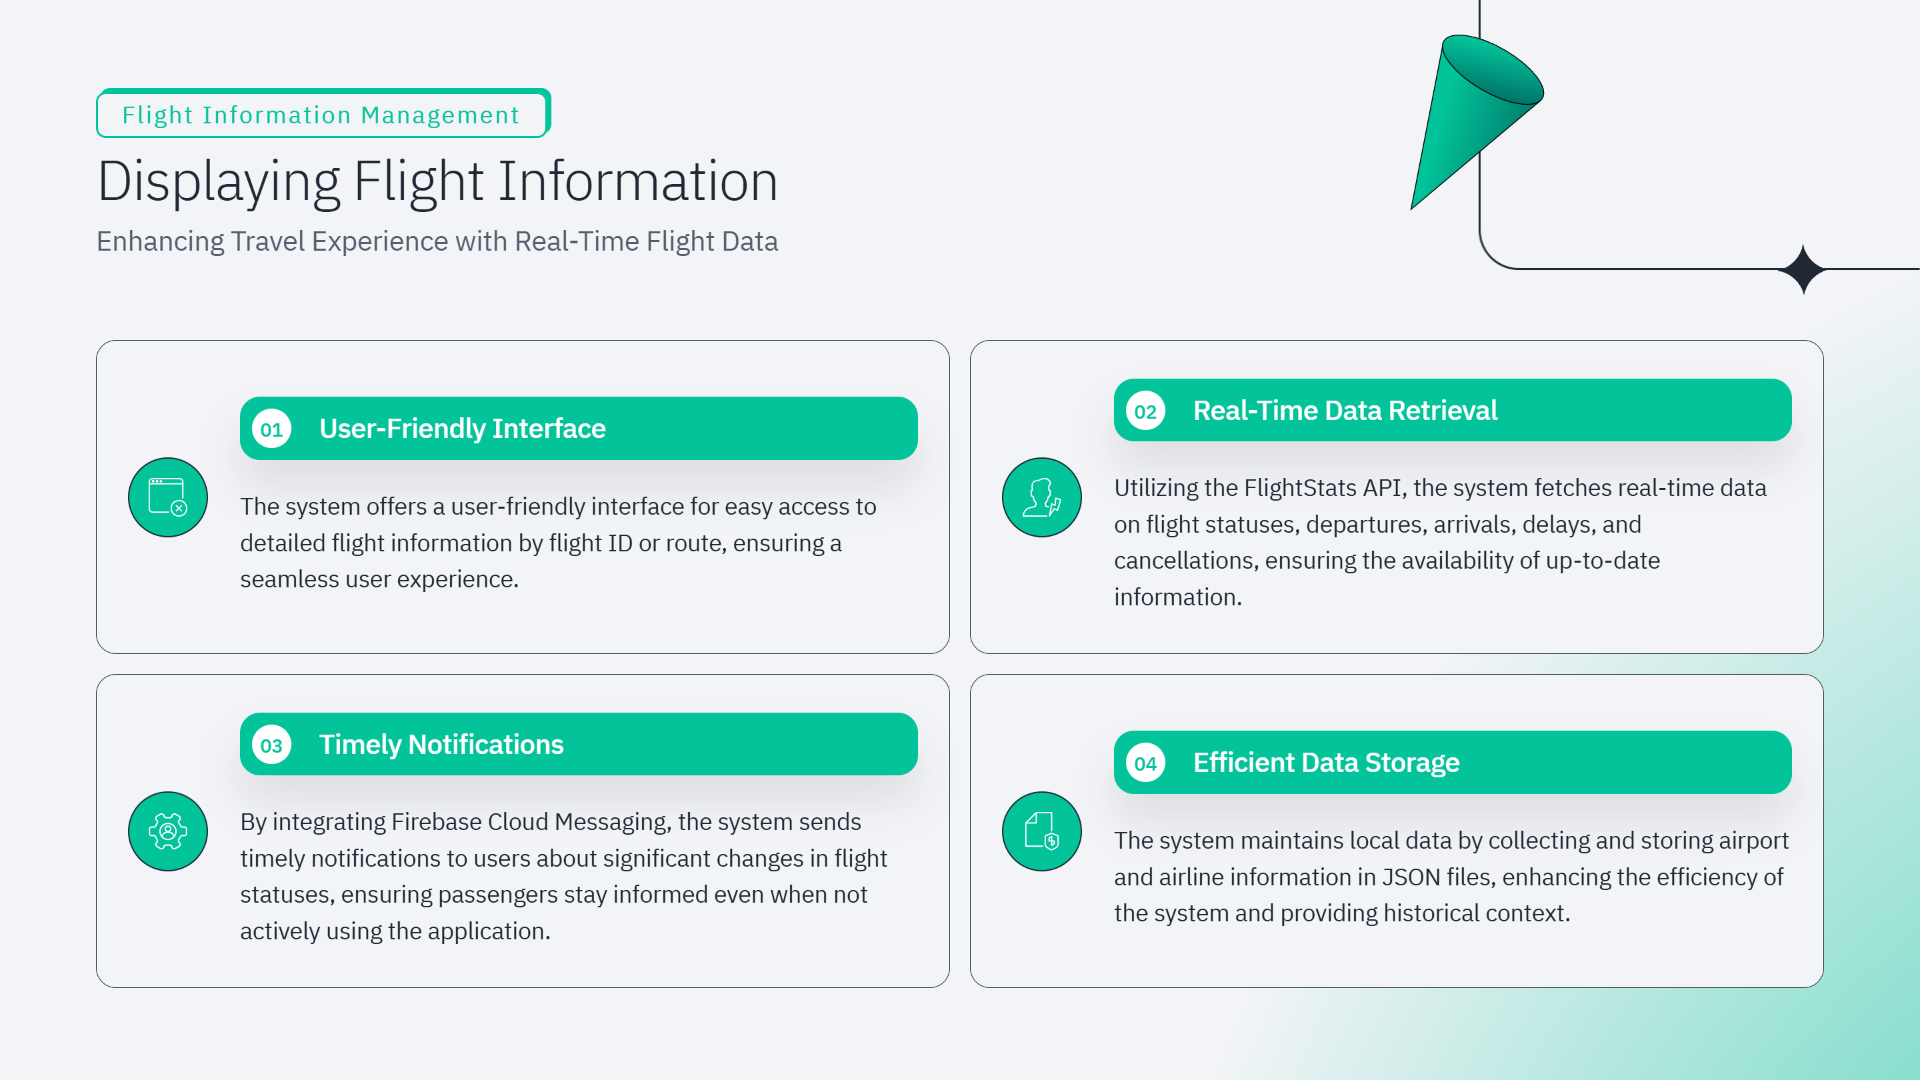 Flight Information Management
Displaying Flight Information
Enhancing Travel Experience with Real-Time Flight Data
01 User-Friendly Interface
The system offers a user-friendly interface for easy access to
detailed flight information by flight ID or route, ensuring a
seamless user experience.
02 Real-Time Data Retrieval
Utilizing the FlightStats API, the system fetches real-time data
on flight statuses, departures, arrivals, delays, and
cancellations, ensuring the availability of up-to-date
information.
03 Timely Notifications
By integrating Firebase Cloud Messaging, the system sends
timely notifications to users about significant changes in flight
statuses, ensuring passengers stay informed even when not
actively using the application.
04 Efficient Data Storage
The system maintains local data by collecting and storing airport
and airline information in JSON files, enhancing the efficiency of
the system and providing historical context.